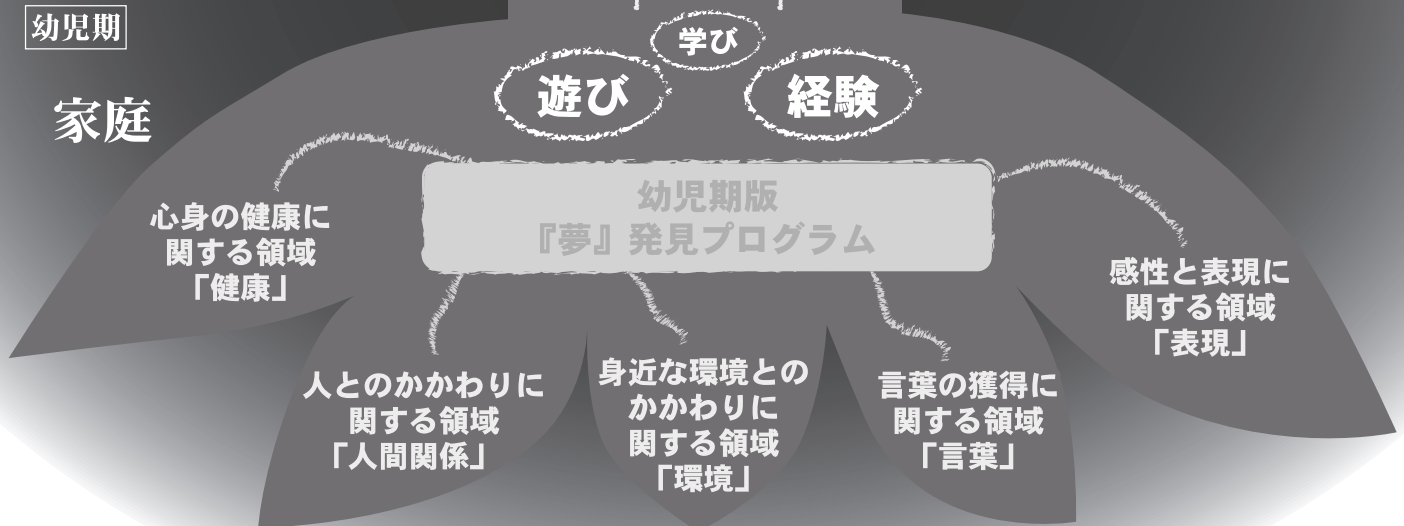 幼児期
家庭
学び
遊び
経験
幼児期版
『夢』発見プログラム
心身の健康に
関する領域
「健康」
人とのかかわりに
関する領域
「人間関係」
身近な環境との
かかわりに
関する領域
「環境」
言葉の獲得に
関する領域
「言葉」
感性と表現に
関する領域
「表現」